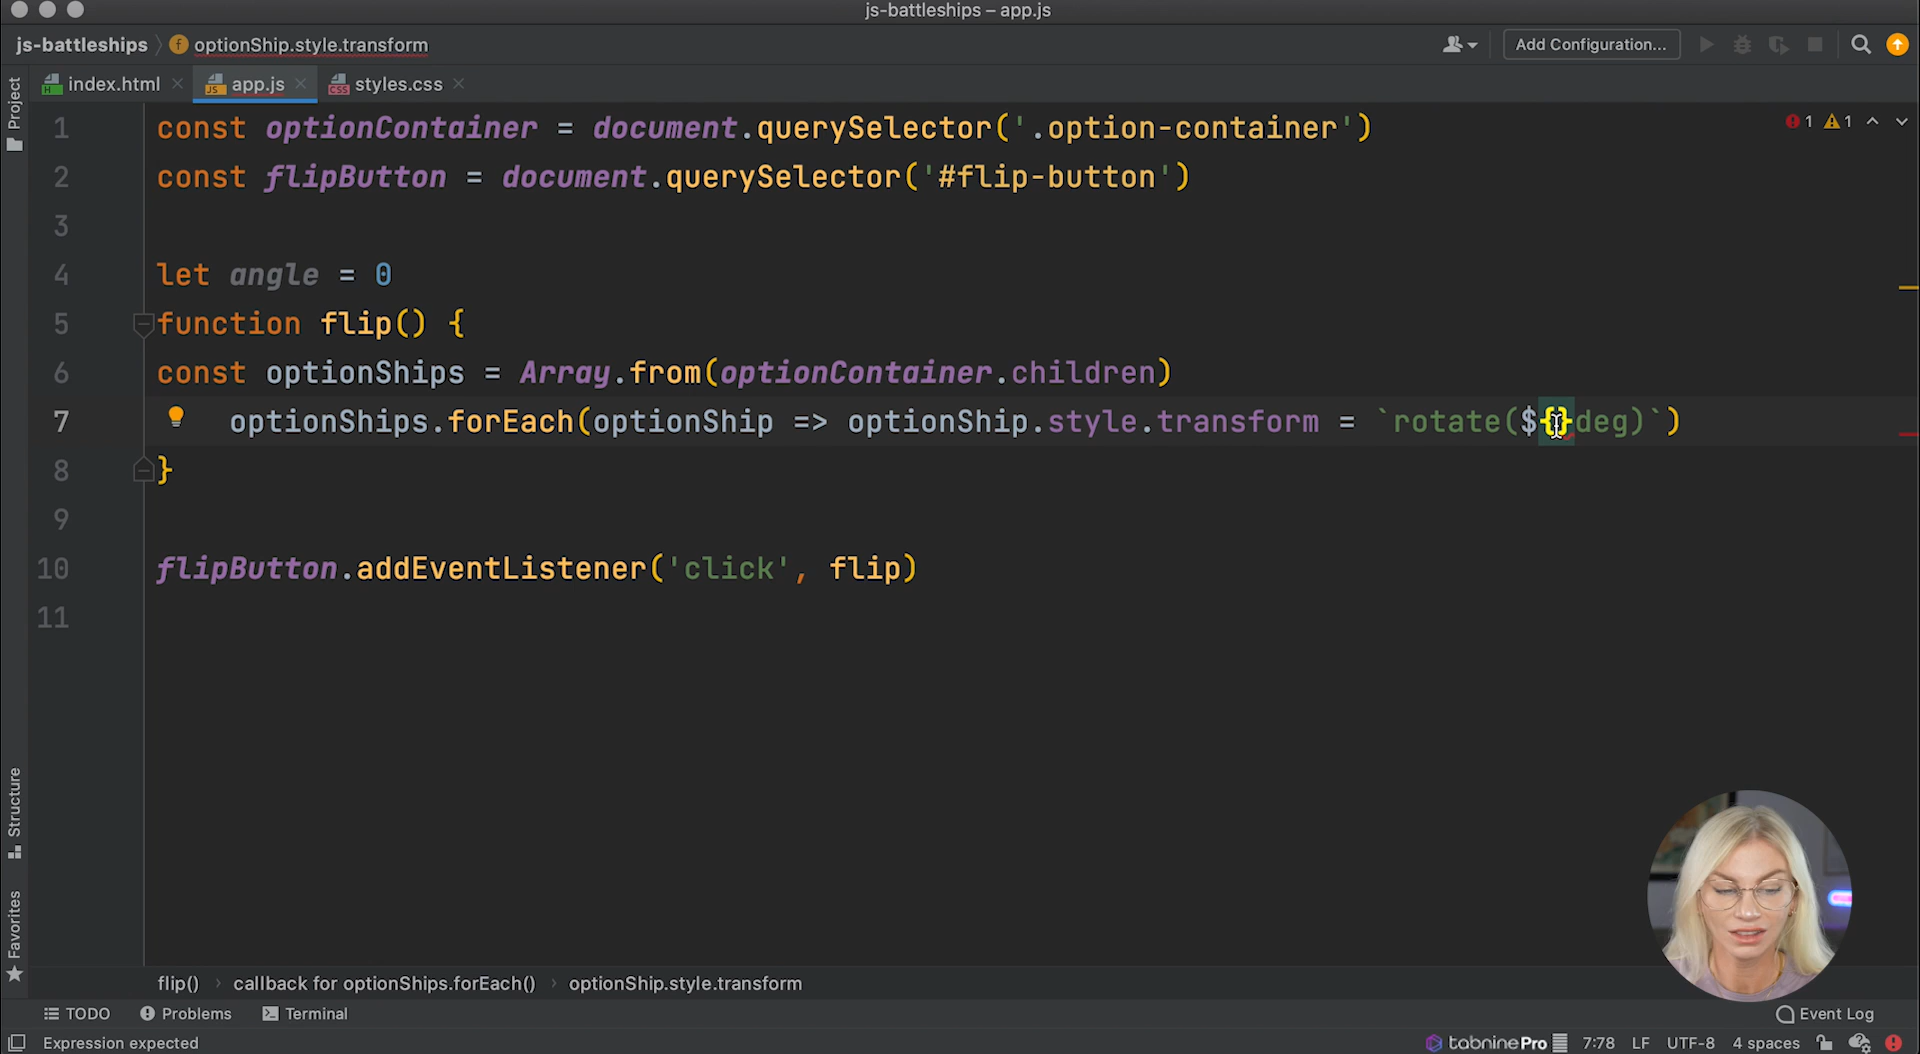 js-battleships – app.js
js-battleships optionShip.style.transform Add Configuration...
index.html app.js styles.css
Project
1 const optionContainer = document.querySelector('.option-container')
2 const flipButton = document.querySelector('#flip-button')
3
4 let angle = 0
5 function flip() {
6 const optionShips = Array.from(optionContainer.children)
7 optionShips.forEach(optionShip => optionShip.style.transform = `rotate(${}deg)`)
8 }
9
10 flipButton.addEventListener('click', flip)
11
1 1
Structure
Favorites
flip() callback for optionShips.forEach() optionShip.style.transform
TODO Problems Terminal Event Log
Expression expected tabnine Pro 7:78 LF UTF-8 4 spaces